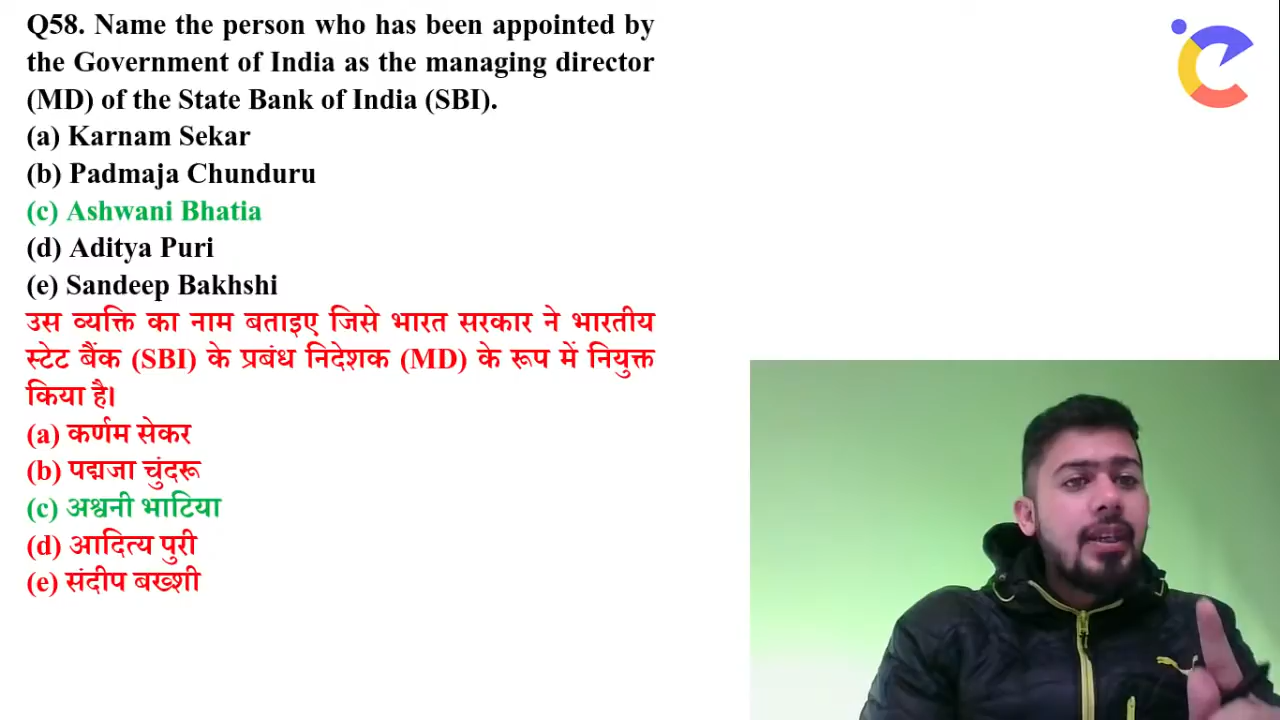 Q58. Name the person who has been appointed by
the Government of India as the managing director
(MD) of the State Bank of India (SBI).
(a) Karnam Sekar
(b) Padmaja Chunduru
(c) Ashwani Bhatia
(d) Aditya Puri
(e) Sandeep Bakhshi
उस व्यक्ति का नाम बताइए जिसे भारत सरकार ने भारतीय
स्टेट बैंक (SBI) के प्रबंध निदेशक (MD) के रूप में नियुक्त
किया है।
(a) कर्णम सेकर
(b) पद्मजा चुंदरू
(c) अश्वनी भाटिया
(d) आदित्य पुरी
(e) संदीप बख्शी